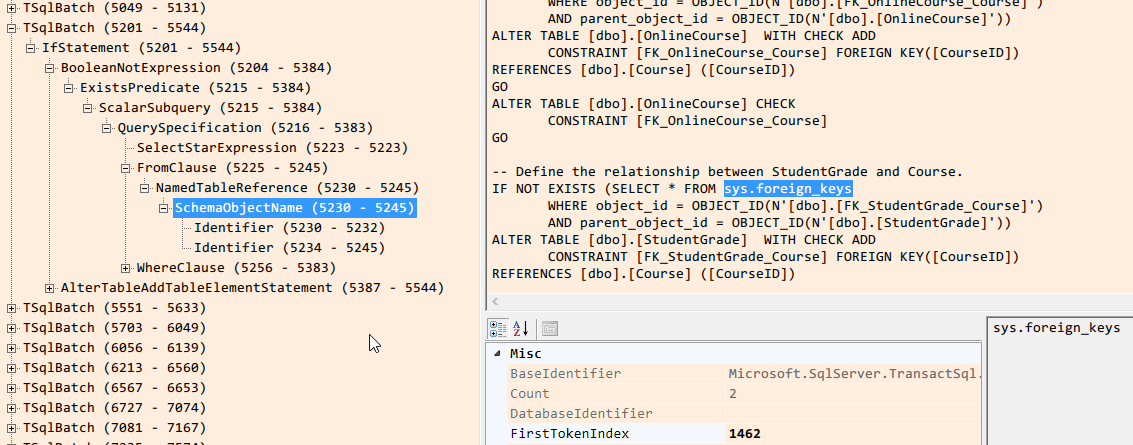 TSqlBatch (5049 - 5131)
TSqlBatch (5201 - 5544)
IfStatement (5201 - 5544)
BooleanNotExpression (5204 - 5384)
ExistsPredicate (5215 - 5384)
ScalarSubquery (5215 - 5384)
QuerySpecification (5216 - 5383)
SelectStarExpression (5223 - 5223)
FromClause (5225 - 5245)
NamedTableReference (5230 - 5245)
SchemaObjectName (5230 - 5245)
Identifier (5230 - 5232)
Identifier (5234 - 5245)
WhereClause (5256 - 5383)
AlterTableAddTableElementStatement (5387 - 5544)
TSqlBatch (5551 - 5633)
TSqlBatch (5703 - 6049)
TSqlBatch (6056 - 6139)
TSqlBatch (6213 - 6560)
TSqlBatch (6567 - 6653)
TSqlBatch (6727 - 7074)
TSqlBatch (7081 - 7167)
WHERE object_id = OBJECT_ID(N'[dbo].[FK_OnlineCourse_Course]')
AND parent_object_id = OBJECT_ID(N'[dbo].[OnlineCourse]'))
ALTER TABLE [dbo].[OnlineCourse]  WITH CHECK ADD
CONSTRAINT [FK_OnlineCourse_Course] FOREIGN KEY([CourseID])
REFERENCES [dbo].[Course] ([CourseID])
GO
ALTER TABLE [dbo].[OnlineCourse] CHECK
CONSTRAINT [FK_OnlineCourse_Course]
GO
-- Define the relationship between StudentGrade and Course.
IF NOT EXISTS (SELECT * FROM sys.foreign_keys
WHERE object_id = OBJECT_ID(N'[dbo].[FK_StudentGrade_Course]')
AND parent_object_id = OBJECT_ID(N'[dbo].[StudentGrade]'))
ALTER TABLE [dbo].[StudentGrade]  WITH CHECK ADD
CONSTRAINT [FK_StudentGrade_Course] FOREIGN KEY([CourseID])
REFERENCES [dbo].[Course] ([CourseID])
Misc
BaseIdentifier Microsoft.SqlServer.TransactSql.
Count 2
DatabaseIdentifier
FirstTokenIndex 1462
sys.foreign_keys